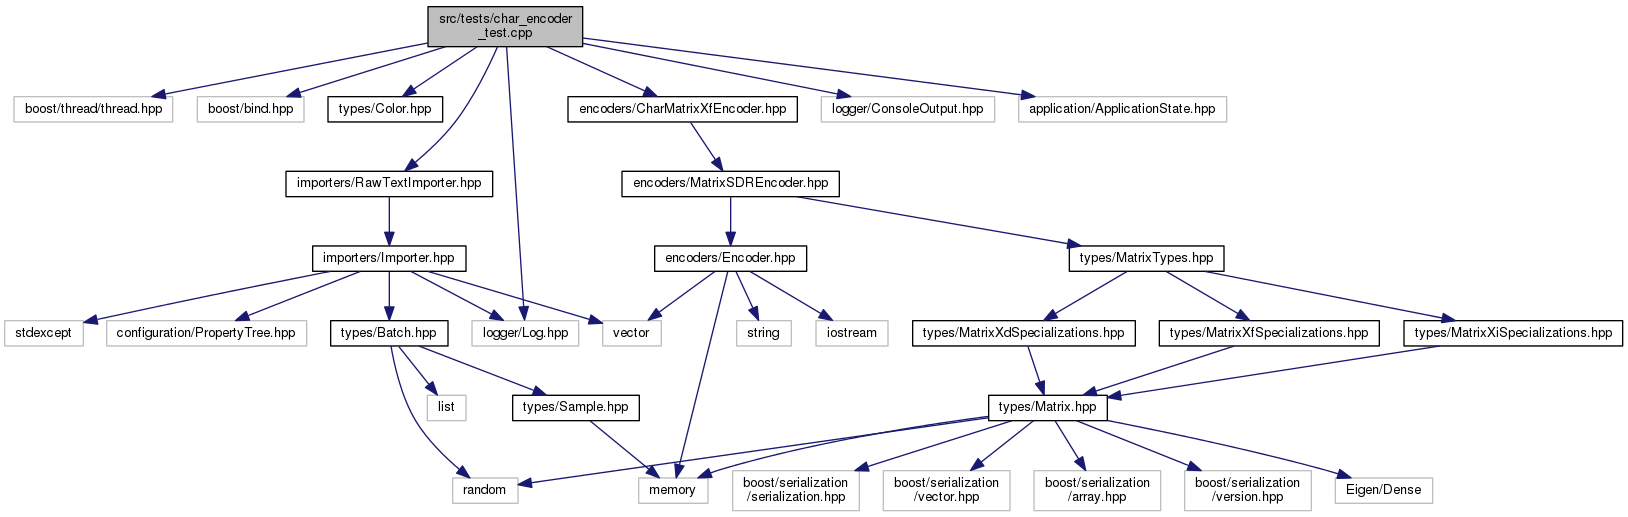 src/tests/char_encoder
_test.cpp
boost/thread/thread.hpp
boost/bind.hpp
types/Color.hpp
encoders/CharMatrixXfEncoder.hpp
logger/ConsoleOutput.hpp
application/ApplicationState.hpp
importers/RawTextImporter.hpp
encoders/MatrixSDREncoder.hpp
importers/Importer.hpp
encoders/Encoder.hpp
types/MatrixTypes.hpp
stdexcept
configuration/PropertyTree.hpp
types/Batch.hpp
logger/Log.hpp
vector
string
iostream
types/MatrixXdSpecializations.hpp
types/MatrixXfSpecializations.hpp
types/MatrixXiSpecializations.hpp
list
types/Sample.hpp
types/Matrix.hpp
random
memory
boost/serialization
/serialization.hpp
boost/serialization
/vector.hpp
boost/serialization
/array.hpp
boost/serialization
/version.hpp
Eigen/Dense